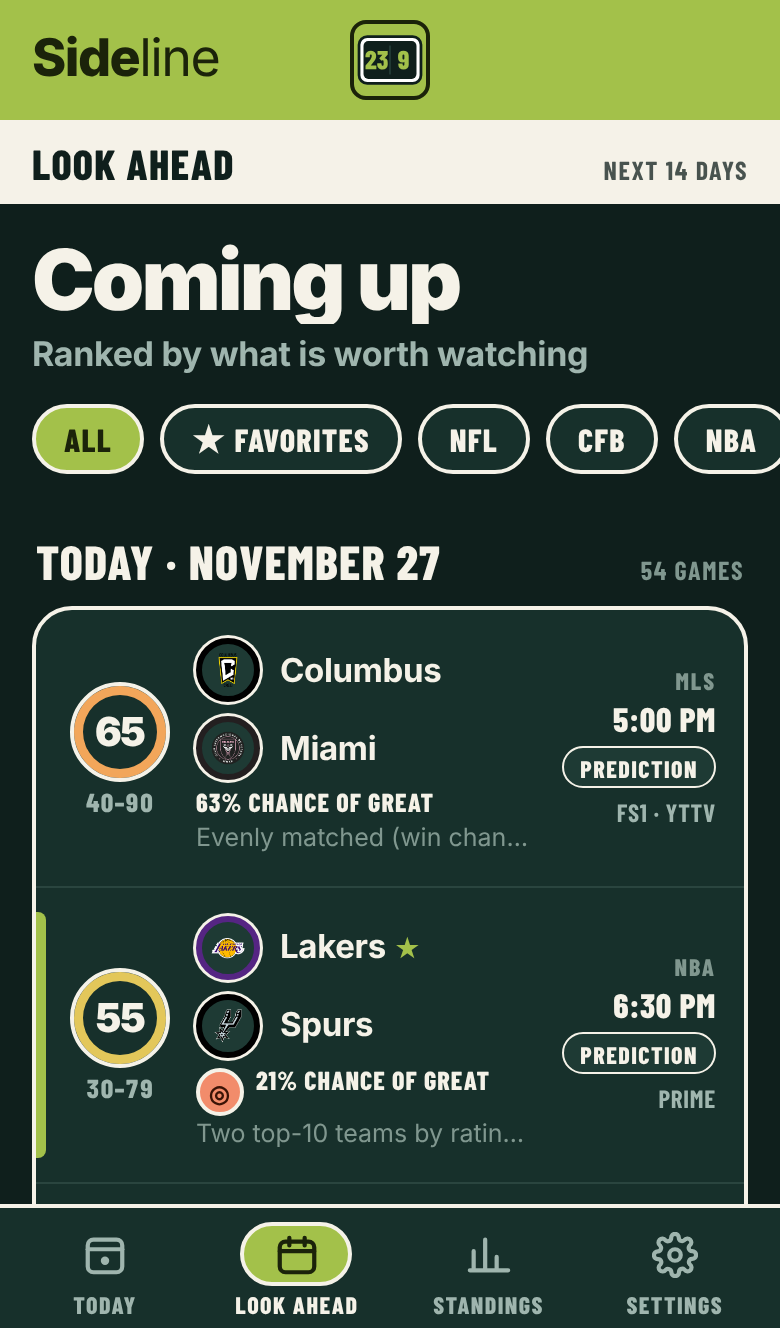 Sideline
23 9
LOOK AHEAD
NEXT 14 DAYS
Coming up
Ranked by what is worth watching
ALL
★ FAVORITES
NFL
CFB
NBA
TODAY · NOVEMBER 27
54 GAMES
65
40–90
Columbus
Miami
63% CHANCE OF GREAT
Evenly matched (win chan...
MLS
5:00 PM
PREDICTION
FS1 · YTTV
55
30–79
LAKERS
Lakers ★
Spurs
21% CHANCE OF GREAT
Two top-10 teams by ratin...
NBA
6:30 PM
PREDICTION
PRIME
TODAY
LOOK AHEAD
STANDINGS
SETTINGS